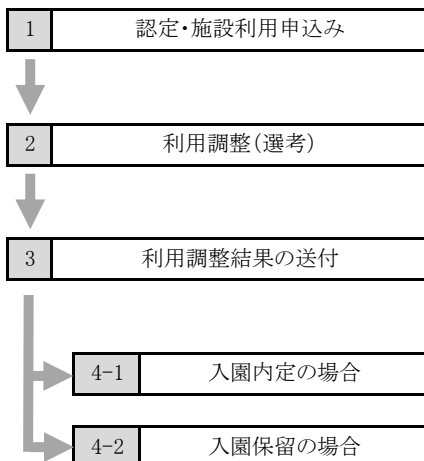 1 認定・施設利用申込み
2 利用調整(選考)
3 利用調整結果の送付
4-1 入園内定の場合
4-2 入園保留の場合